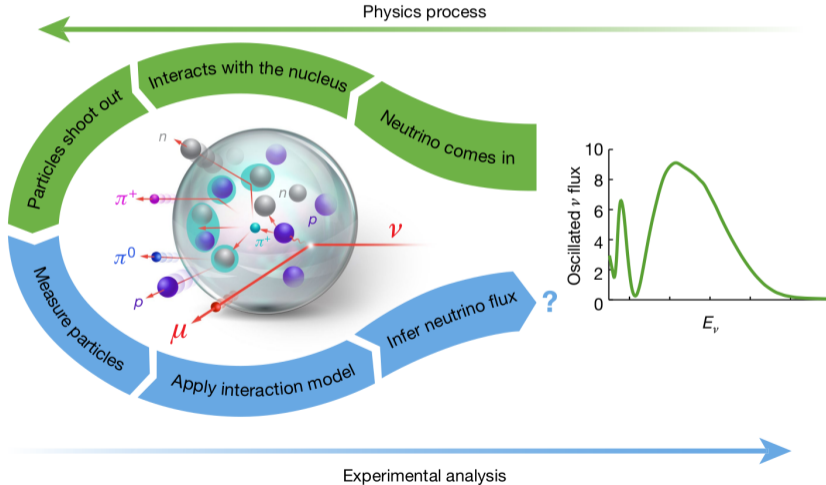 Physics process
Neutrino comes in
Interacts with the nucleus
Particles shoot out
n
π⁺
π⁰
p
μ
n
p
π⁺
ν
Measure particles
Apply interaction model
Infer neutrino flux
?
Oscillated ν flux
10
8
6
4
2
0
Eᵥ
Experimental analysis